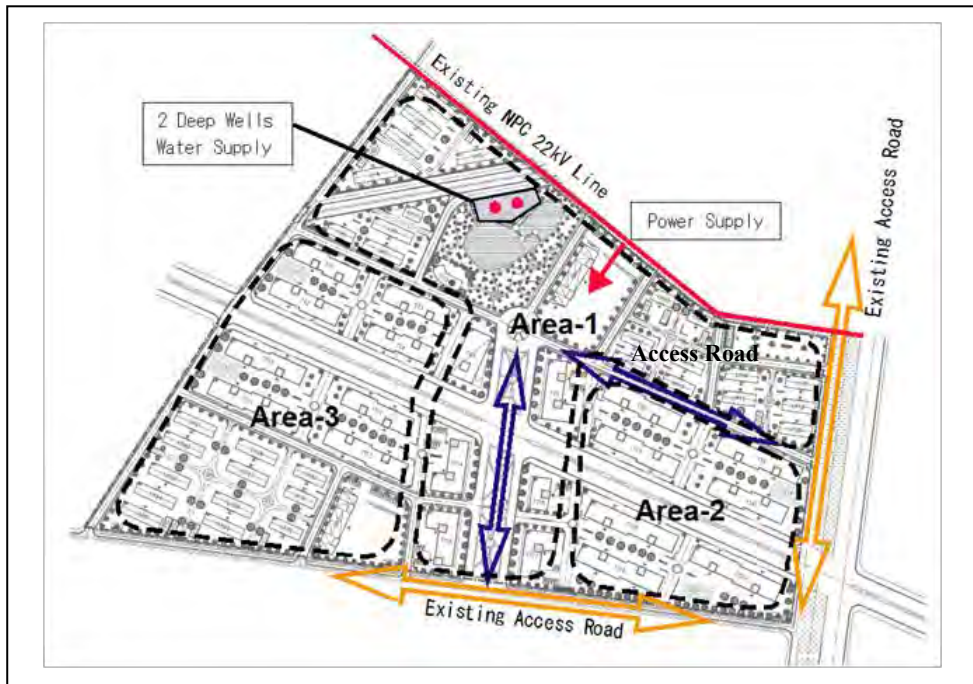 Existing NPC 22kV Line
2 Deep Wells
Water Supply
Power Supply
Existing Access Road
Area-1
Access Road
Area-3
Area-2
Existing Access Road